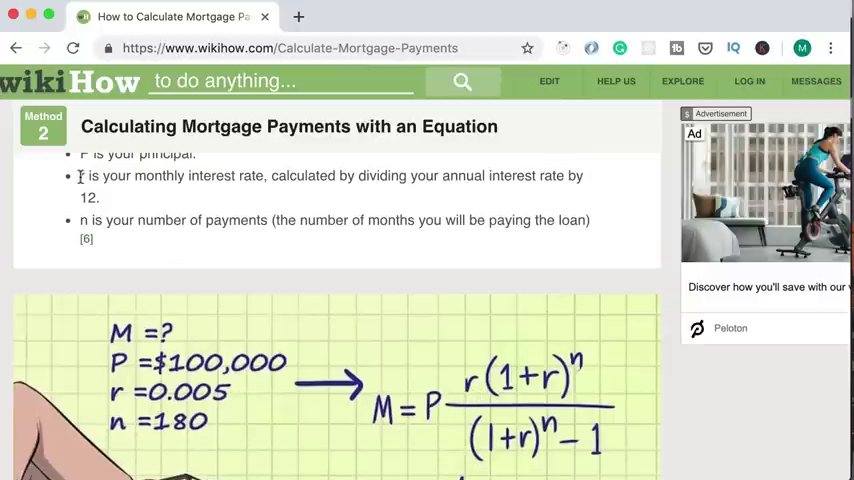 How to Calculate Mortgage Pa
https://www.wikihow.com/Calculate-Mortgage-Payments
tb
IQ
K
M
wikiHow to do anything...
EDIT
HELP US
EXPLORE
LOG IN
MESSAGES
Method
2
Calculating Mortgage Payments with an Equation
P is your principal.
r is your monthly interest rate, calculated by dividing your annual interest rate by
12.
n is your number of payments (the number of months you will be paying the loan)
[6]
M =?
P =$100,000
r =0.005
n =180
M = P r(1+r)^n / (1+r)^n - 1
Advertisement
Ad
Discover how you'll save with our
Peloton